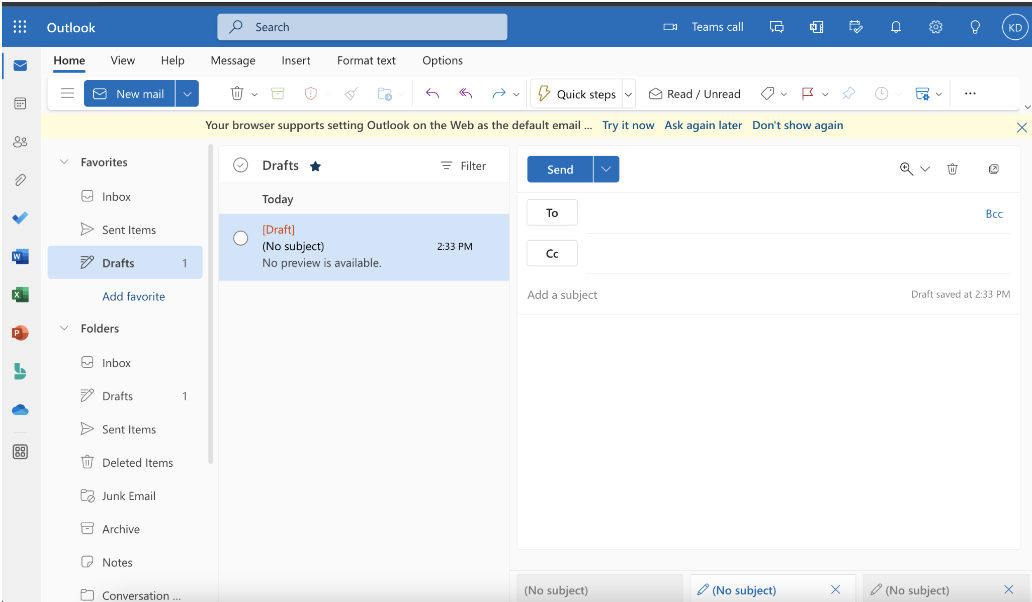 Outlook
Search
Teams call
KD
Home View Help Message Insert Format text Options
New mail
Quick steps
Read / Unread
Your browser supports setting Outlook on the Web as the default email ... Try it now Ask again later Don't show again
Favorites
Inbox
Sent Items
Drafts 1
Add favorite
Folders
Inbox
Drafts 1
Sent Items
Deleted Items
Junk Email
Archive
Notes
Conversation ...
Drafts
Filter
Today
[Draft]
(No subject) 2:33 PM
No preview is available.
Send
To
Bcc
Cc
Add a subject
Draft saved at 2:33 PM
(No subject) (No subject) (No subject)